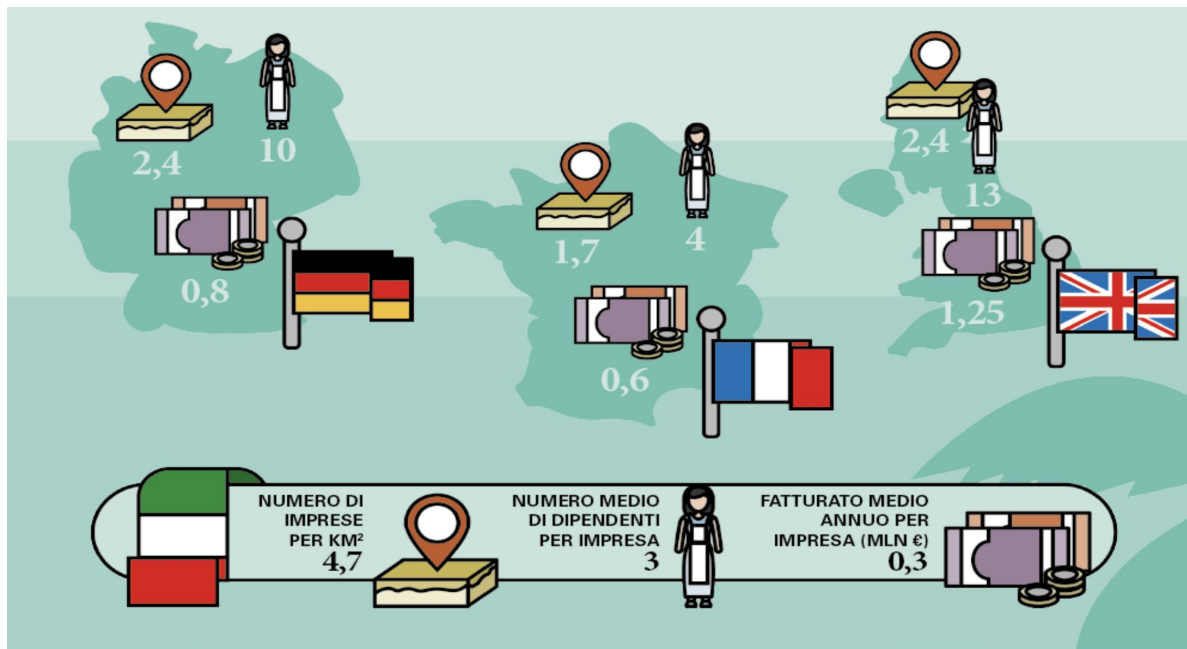 2,4
10
0,8
1,7
4
0,6
2,4
13
1,25
NUMERO DI
IMPRESE
PER KM²
4,7
NUMERO MEDIO
DI DIPENDENTI
PER IMPRESA
3
FATTURATO MEDIO
ANNUO PER
IMPRESA (MLN €)
0,3